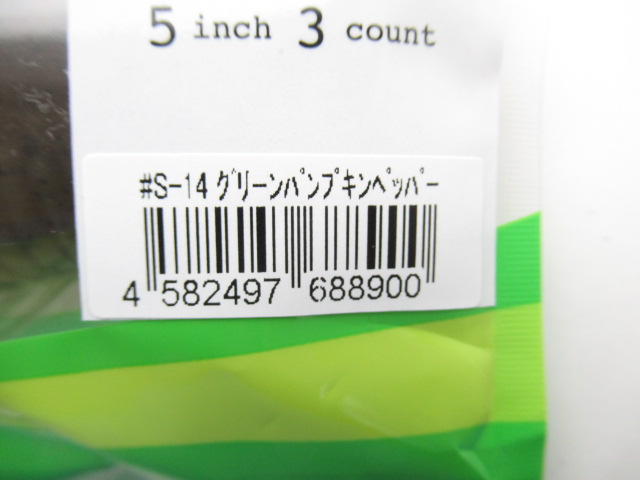 5 inch 3 count
#S-14 ｸﾞﾘｰﾝﾊﾟﾝﾌﾟｷﾝﾍﾟｯﾊﾟｰ
4 582497 688900